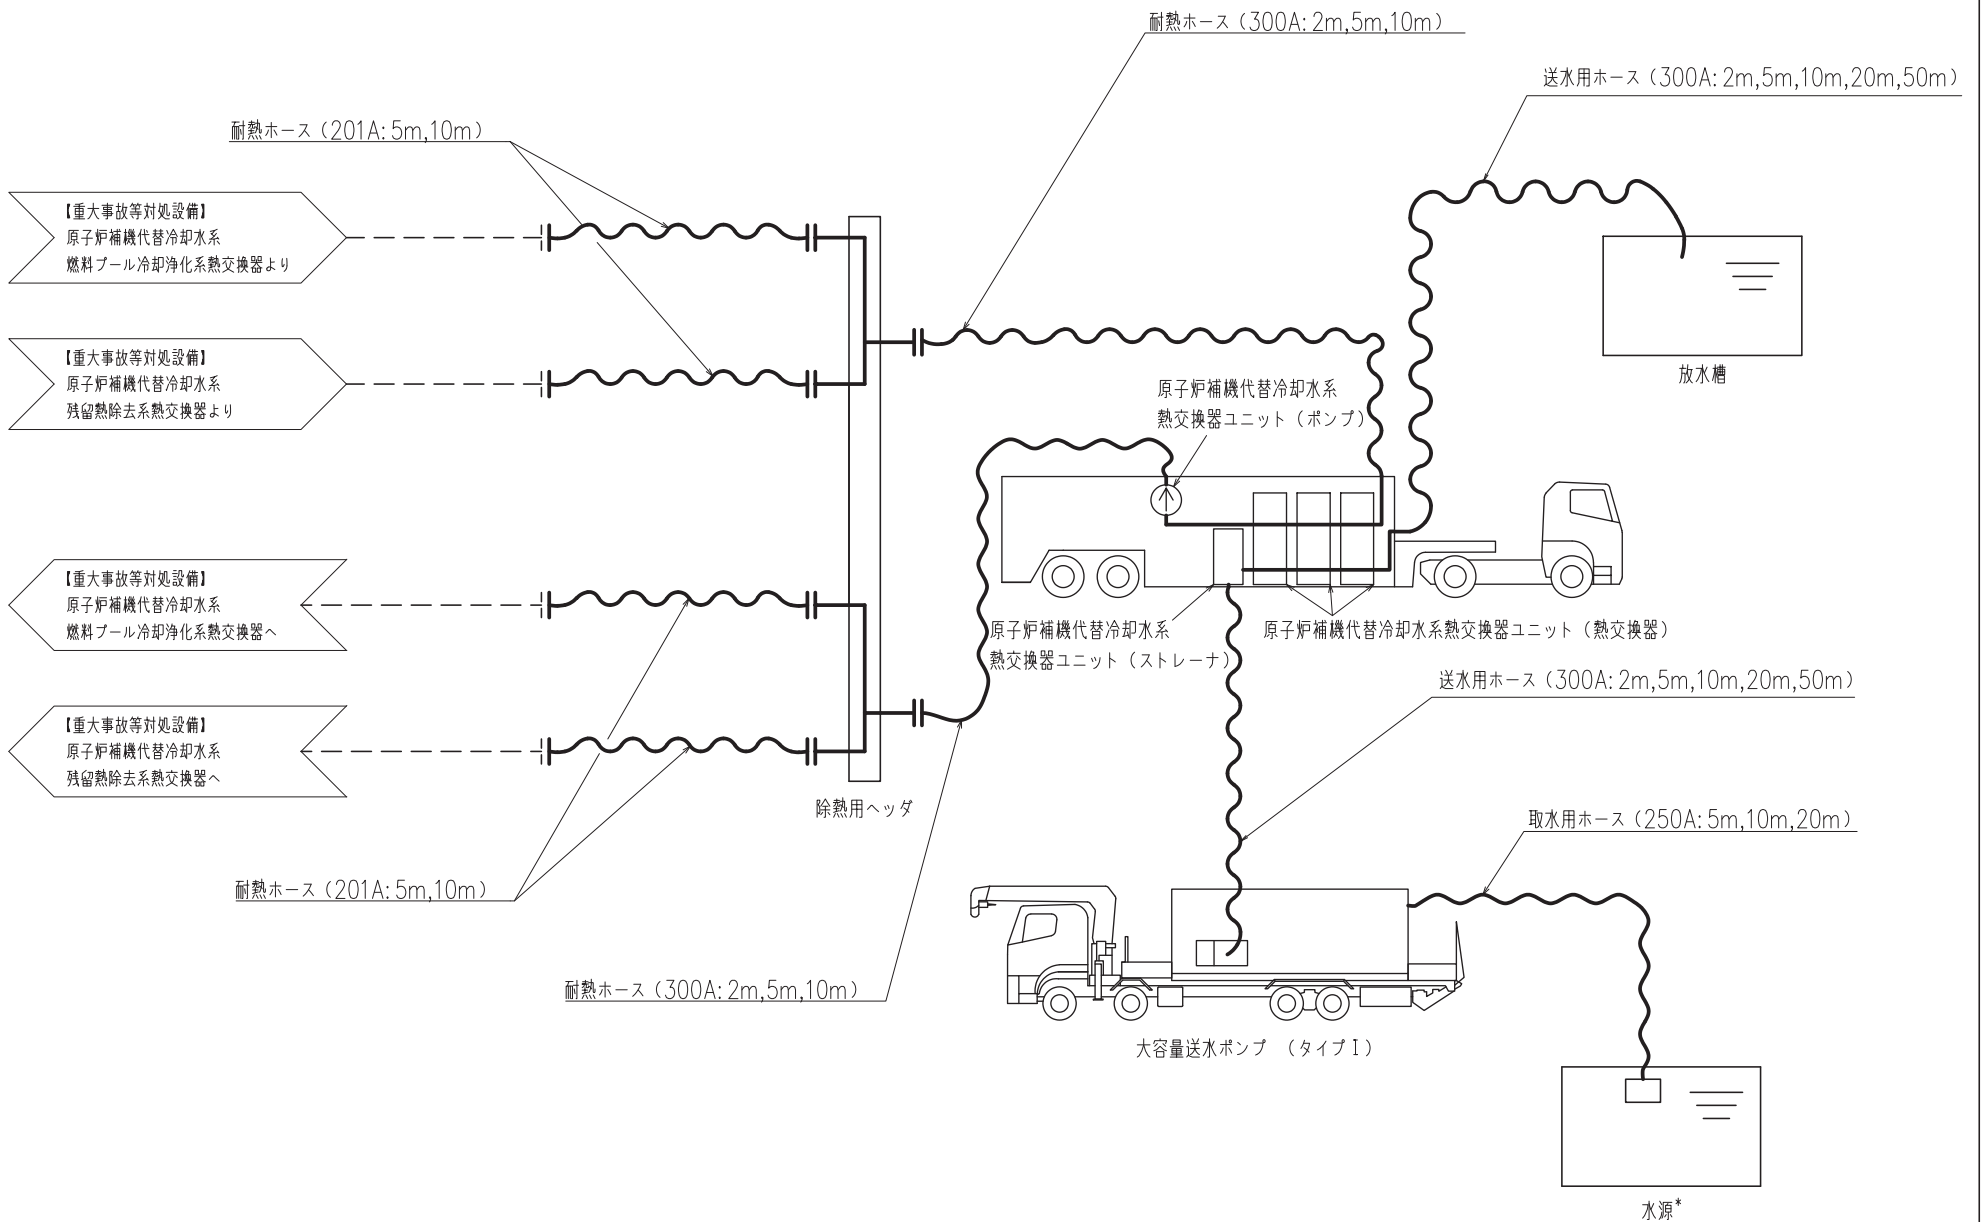 耐熱ホース（300A: 2m,5m,10m）
送水用ホース（300A: 2m,5m,10m,20m,50m）
耐熱ホース（201A: 5m,10m）
【重大事故等対処設備】
原子炉補機代替冷却水系
燃料プール冷却浄化系熱交換器より
【重大事故等対処設備】
原子炉補機代替冷却水系
残留熱除去系熱交換器より
放水槽
原子炉補機代替冷却水系
熱交換器ユニット（ポンプ）
【重大事故等対処設備】
原子炉補機代替冷却水系
燃料プール冷却浄化系熱交換器へ
原子炉補機代替冷却水系
熱交換器ユニット（ストレーナ）
原子炉補機代替冷却水系熱交換器ユニット（熱交換器）
送水用ホース（300A: 2m,5m,10m,20m,50m）
【重大事故等対処設備】
原子炉補機代替冷却水系
残留熱除去系熱交換器へ
除熱用ヘッダ
取水用ホース（250A: 5m,10m,20m）
耐熱ホース（201A: 5m,10m）
耐熱ホース（300A: 2m,5m,10m）
大容量送水ポンプ （タイプⅠ）
水源*